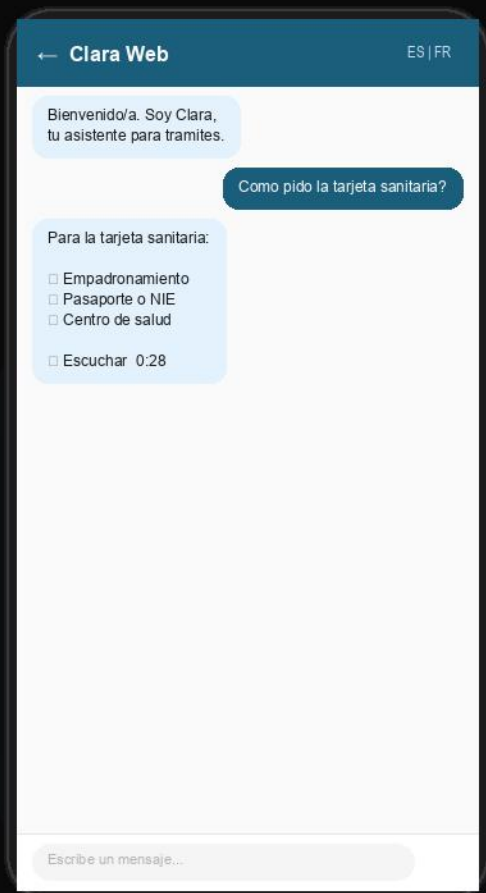 ← Clara Web
ES | FR
Bienvenido/a. Soy Clara,
tu asistente para tramites.
Como pido la tarjeta sanitaria?
Para la tarjeta sanitaria:
□ Empadronamiento
□ Pasaporte o NIE
□ Centro de salud
□ Escuchar 0:28
Escribe un mensaje...